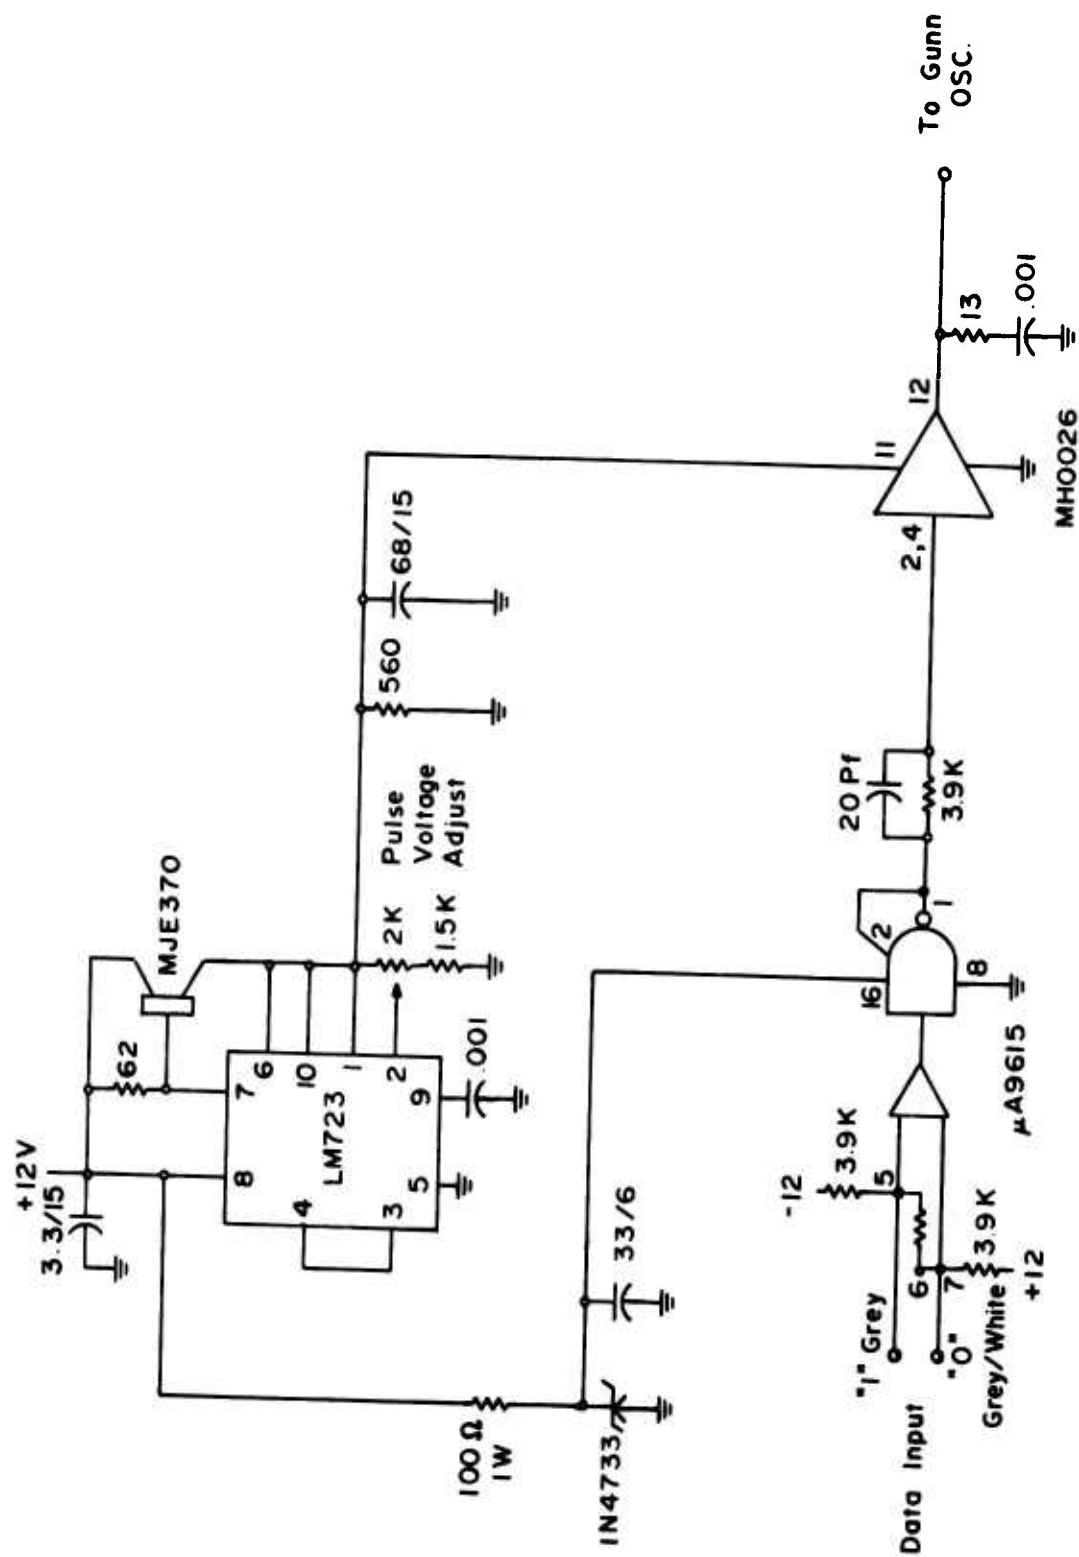 +12V
3.3/15
62
MJE370
8
7
6
10
1
2
9
5
4
3
LM723
.001
2K
1.5K
Pulse
Voltage
Adjust
560
68/15
100Ω
1W
1N4733
33/6
-12
3.9K
5
6
7
3.9K
+12
"1" Grey
"0"
Grey/White
Data Input
μA9615
16
2
1
8
20 Pf
3.9K
2,4
11
12
MH0026
13
.001
To Gunn
OSC.